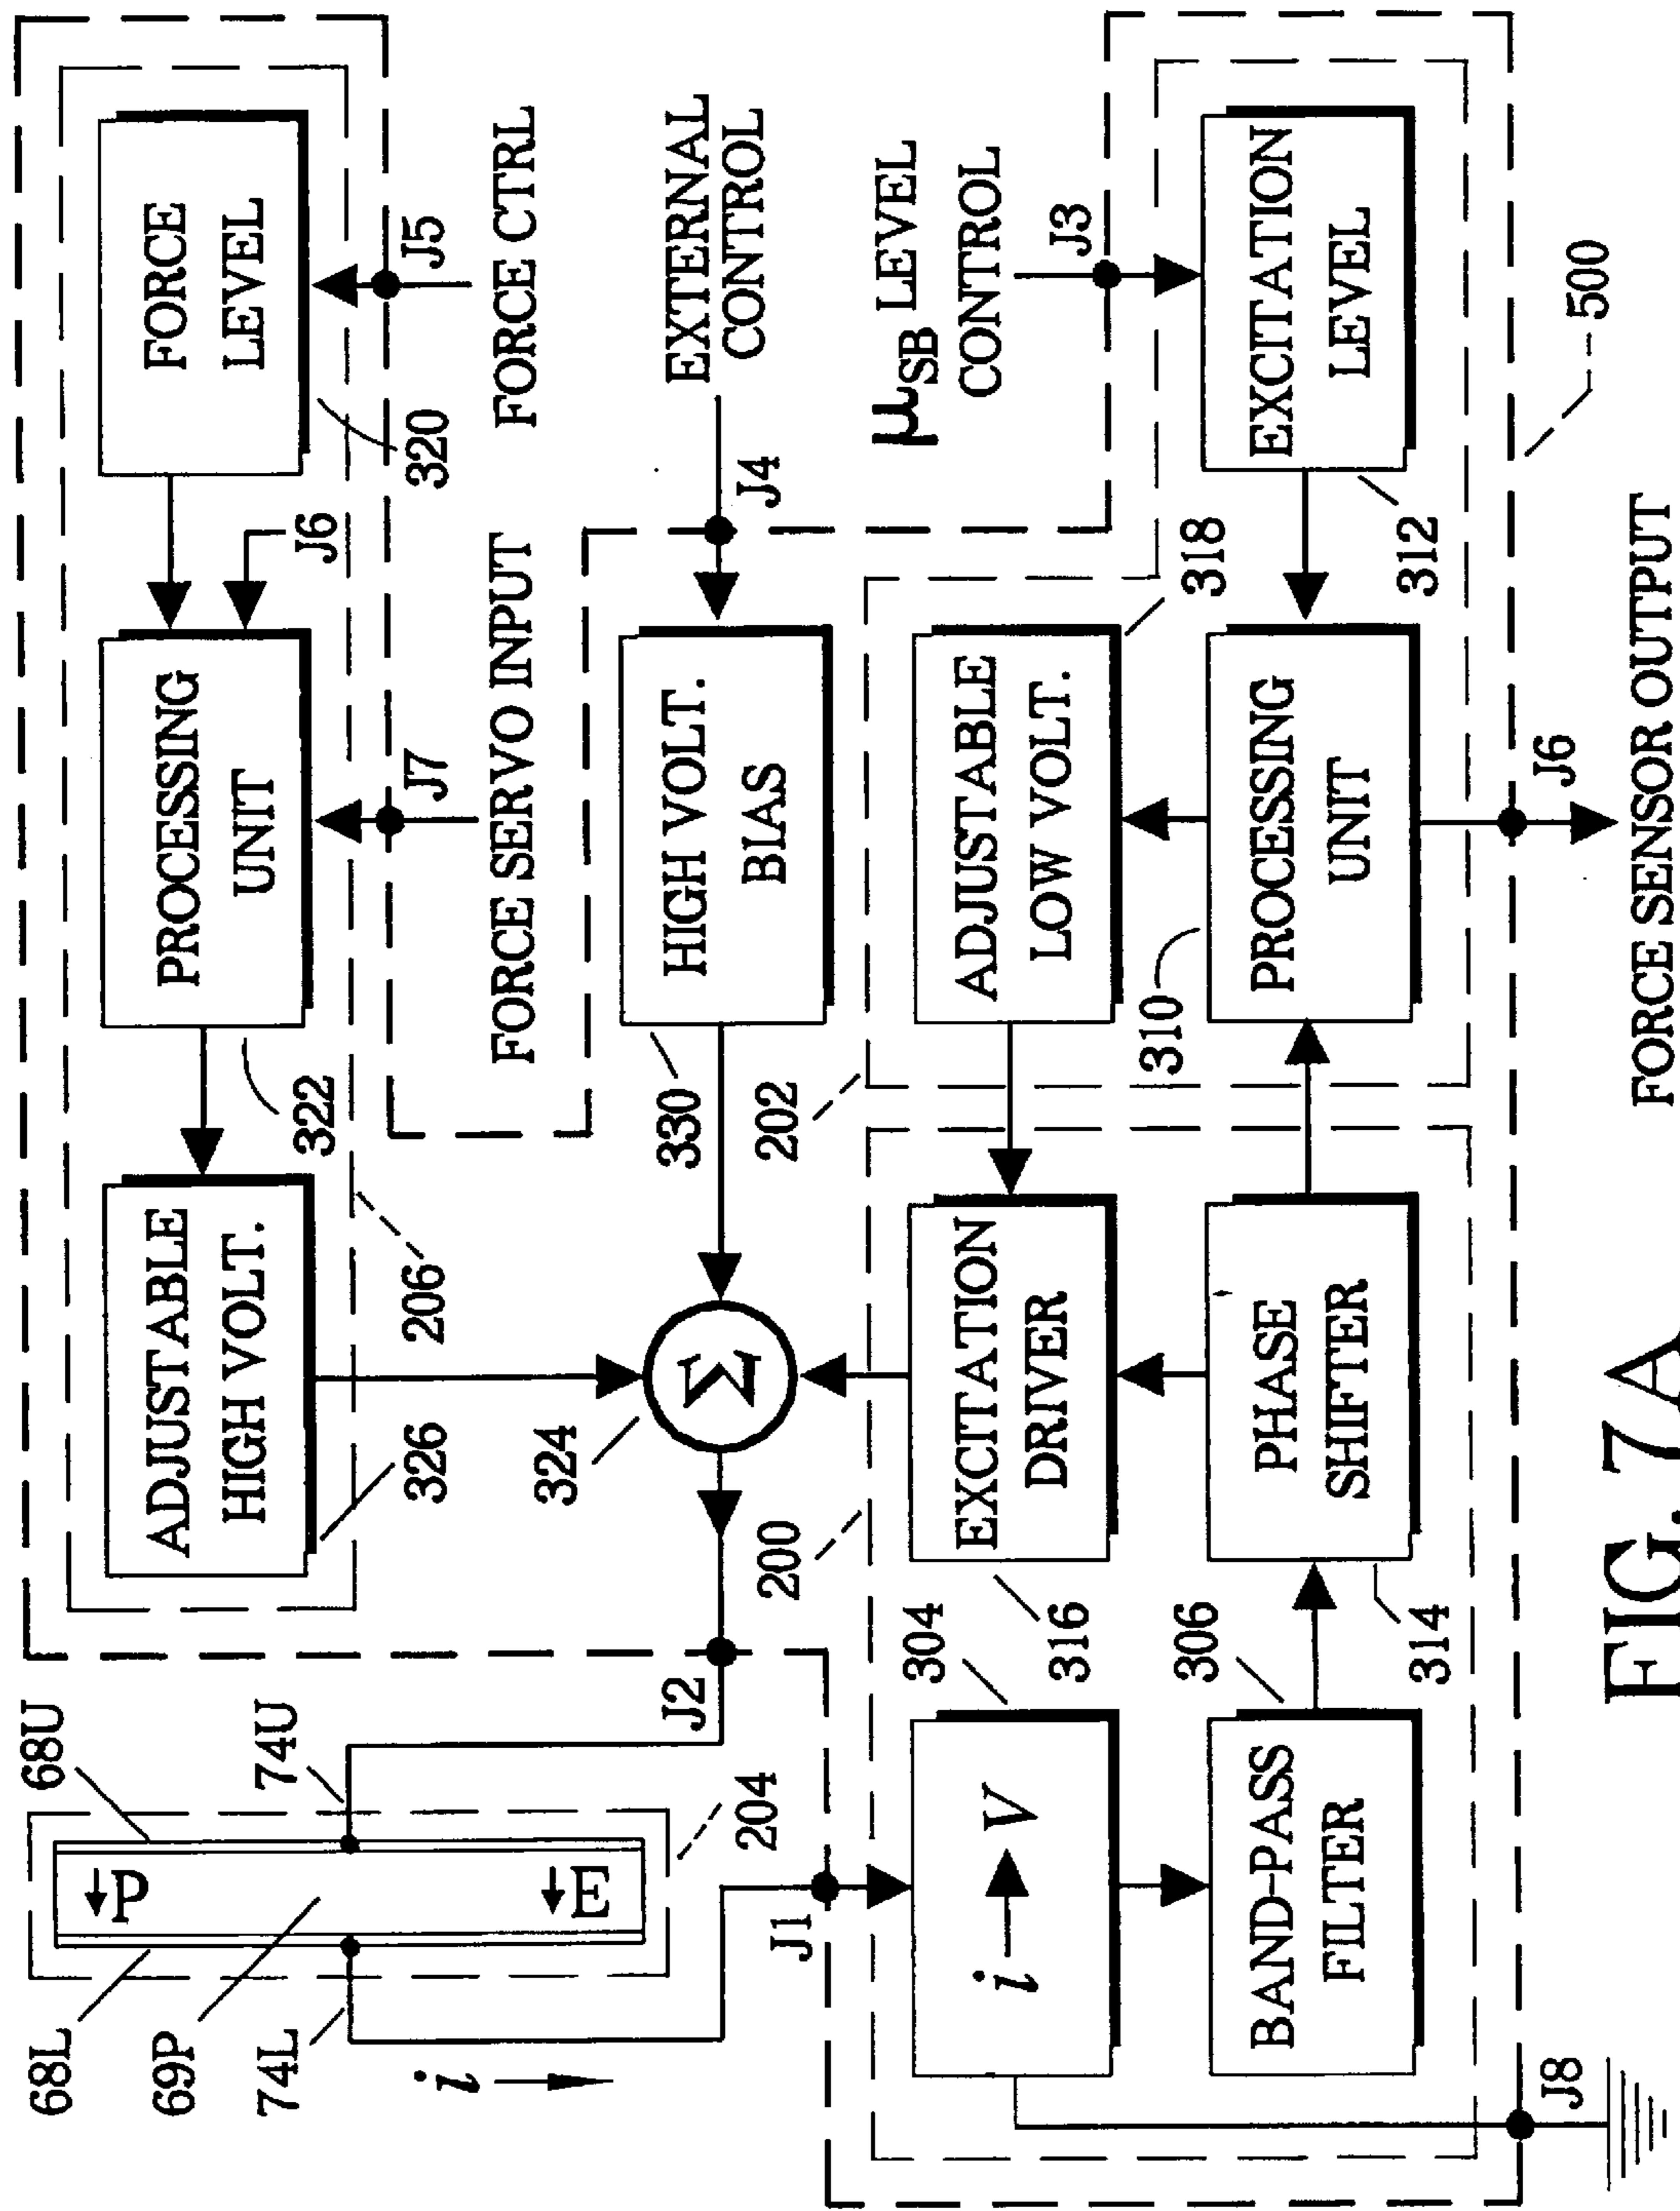 68L
68U
69P
↓P
↓E
74L
74U
204
i
J2
J1
ADJUSTABLE
HIGH VOLT.
326
206
PROCESSING
UNIT
322
J7
FORCE SERVO INPUT
J6
FORCE
LEVEL
320
J5
FORCE CTRL
324
Σ
330
HIGH VOLT.
BIAS
J4
EXTERNAL
CONTROL
200
202
304
i → V
316
EXCITATION
DRIVER
ADJUSTABLE
LOW VOLT.
318
μSB LEVEL
CONTROL
J3
306
BAND-PASS
FILTER
314
PHASE
SHIFTER
310
PROCESSING
UNIT
312
EXCITATION
LEVEL
500
J8
J6
FORCE SENSOR OUTPUT
FIG. 7A